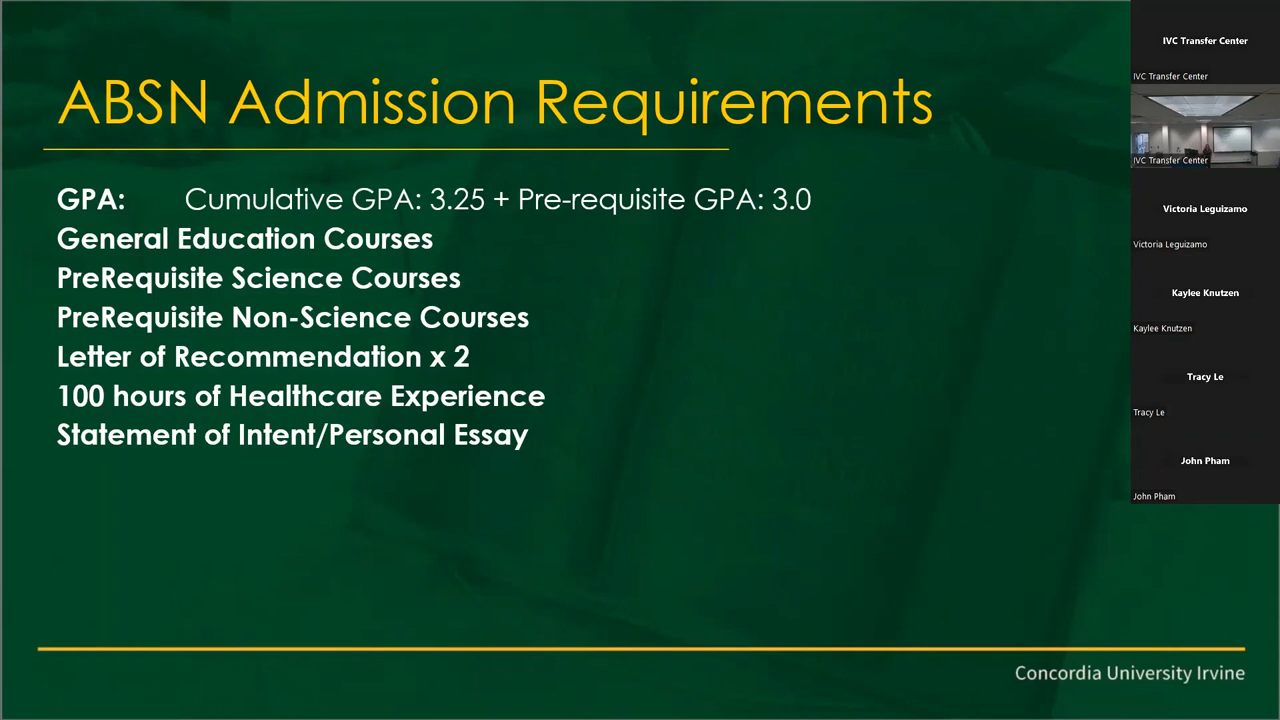 ABSN Admission Requirements
GPA: Cumulative GPA: 3.25 + Pre-requisite GPA: 3.0
General Education Courses
PreRequisite Science Courses
PreRequisite Non-Science Courses
Letter of Recommendation x 2
100 hours of Healthcare Experience
Statement of Intent/Personal Essay
Concordia University Irvine
IVC Transfer Center
IVC Transfer Center
IVC Transfer Center
Victoria Leguizamo
Victoria Leguizamo
Kaylee Knutzen
Kaylee Knutzen
Tracy Le
Tracy Le
John Pham
John Pham